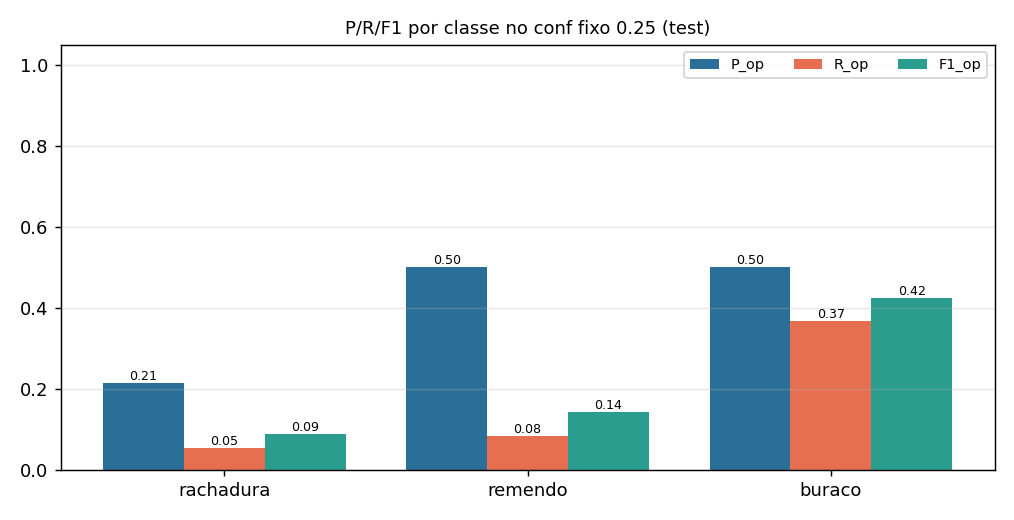 P/R/F1 por classe no conf fixo 0.25 (test)
P_op R_op F1_op
1.0
0.8
0.6
0.4
0.2
0.0
0.21 0.05 0.09
0.50 0.08 0.14
0.50 0.37 0.42
rachadura remendo buraco